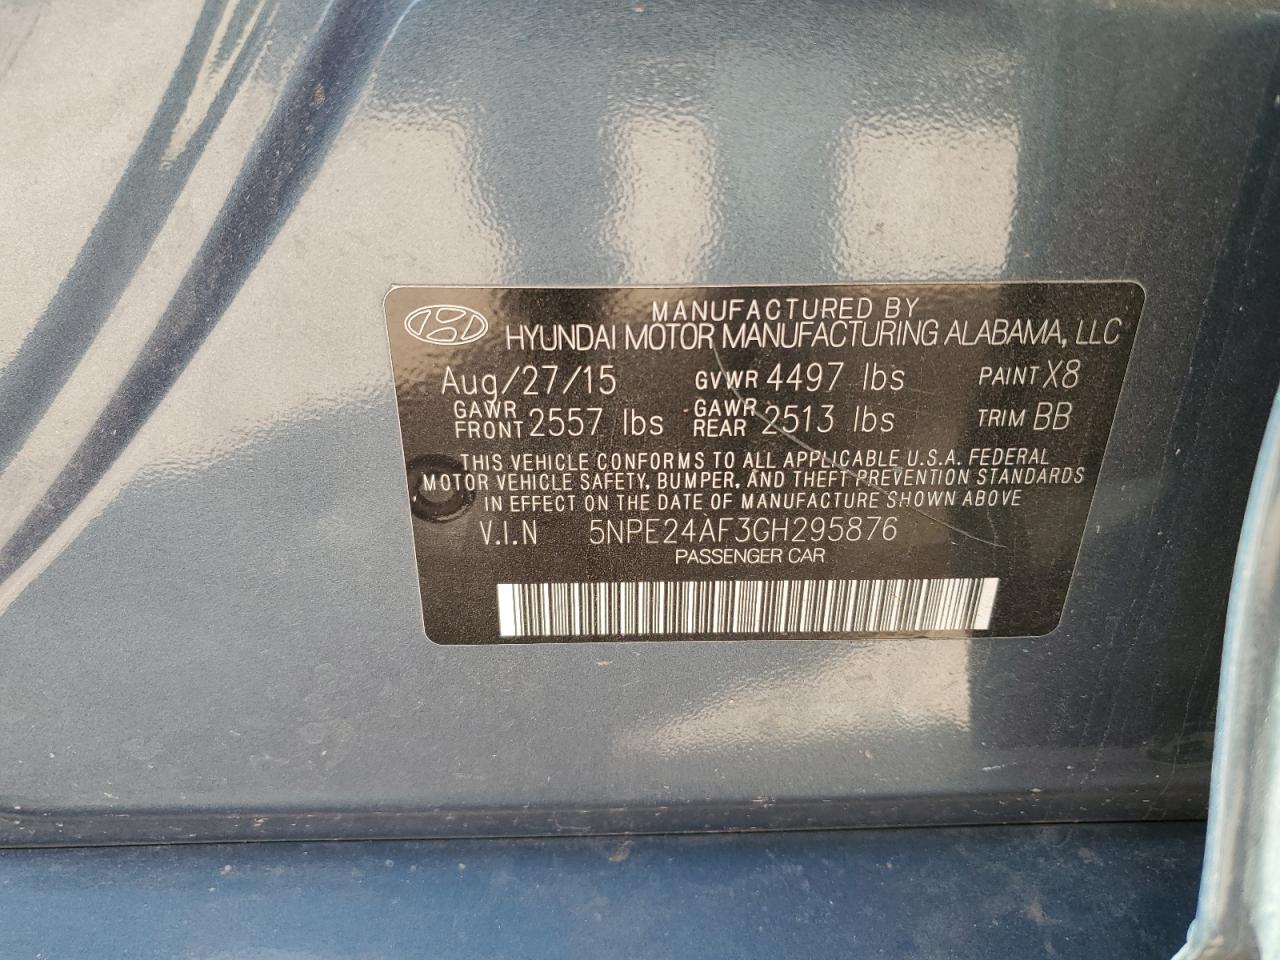 MANUFACTURED BY
HYUNDAI MOTOR MANUFACTURING ALABAMA, LLC
Aug/27/15 GVWR 4497 lbs PAINT X8
GAWR FRONT 2557 lbs GAWR REAR 2513 lbs TRIM BB
THIS VEHICLE CONFORMS TO ALL APPLICABLE U.S.A. FEDERAL
MOTOR VEHICLE SAFETY, BUMPER, AND THEFT PREVENTION STANDARDS
IN EFFECT ON THE DATE OF MANUFACTURE SHOWN ABOVE
V.I.N 5NPE24AF3GH295876
PASSENGER CAR